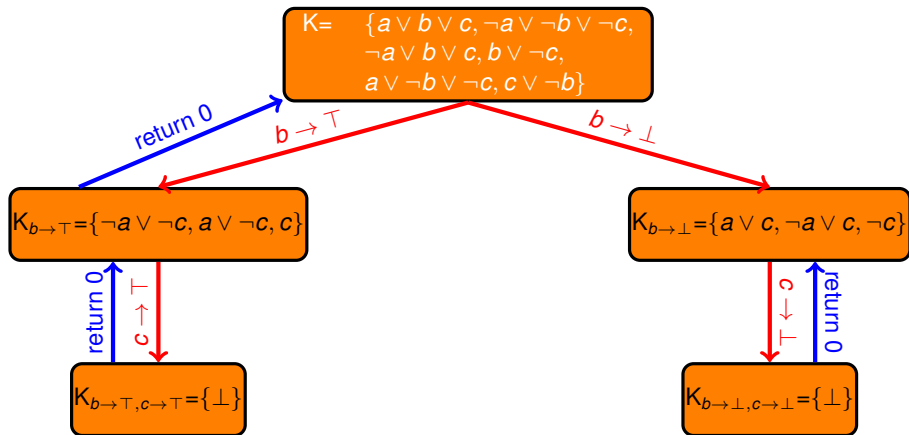 K= {a ∨ b ∨ c, ¬a ∨ ¬b ∨ ¬c,
¬a ∨ b ∨ c, b ∨ ¬c,
a ∨ ¬b ∨ ¬c, c ∨ ¬b}
return 0
b → ⊤
b → ⊥
K_{b→⊤}={¬a ∨ ¬c, a ∨ ¬c, c}
K_{b→⊥}={a ∨ c, ¬a ∨ c, ¬c}
return 0
c → ⊤
c → ⊥
return 0
K_{b→⊤,c→⊤}={⊥}
K_{b→⊥,c→⊥}={⊥}